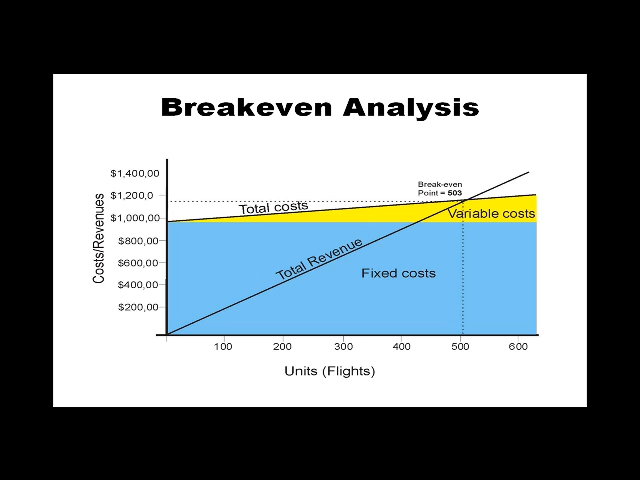 Breakeven Analysis
Costs/Revenues
$1,400,00
$1,200,0
$1,000,0
$800,00
$600,00
$400,00
$200,00
Break-even
Point = 503
Total costs
Variable costs
Total Revenue
Fixed costs
100 200 300 400 500 600
Units (Flights)